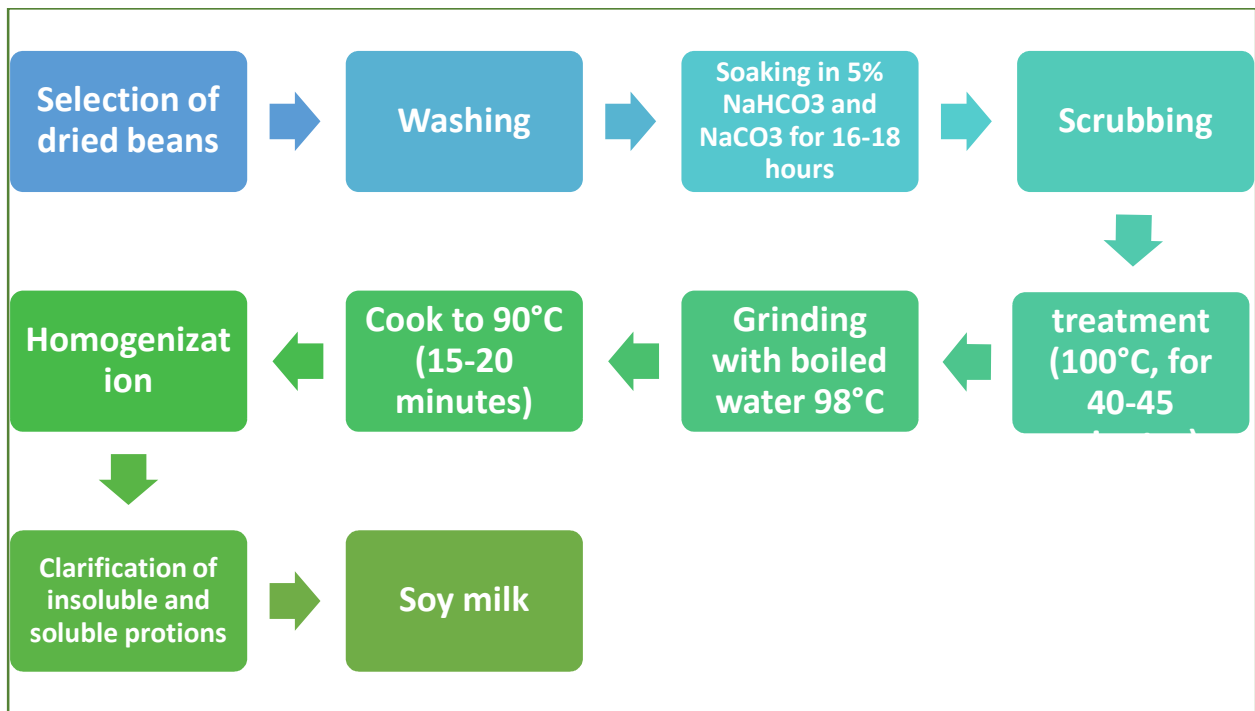 Selection of
dried beans
Washing
Soaking in 5%
NaHCO3 and
NaCO3 for 16-18
hours
Scrubbing
treatment
(100°C, for
40-45
Grinding
with boiled
water 98°C
Cook to 90°C
(15-20
minutes)
Homogenizat
ion
Clarification of
insoluble and
soluble protions
Soy milk